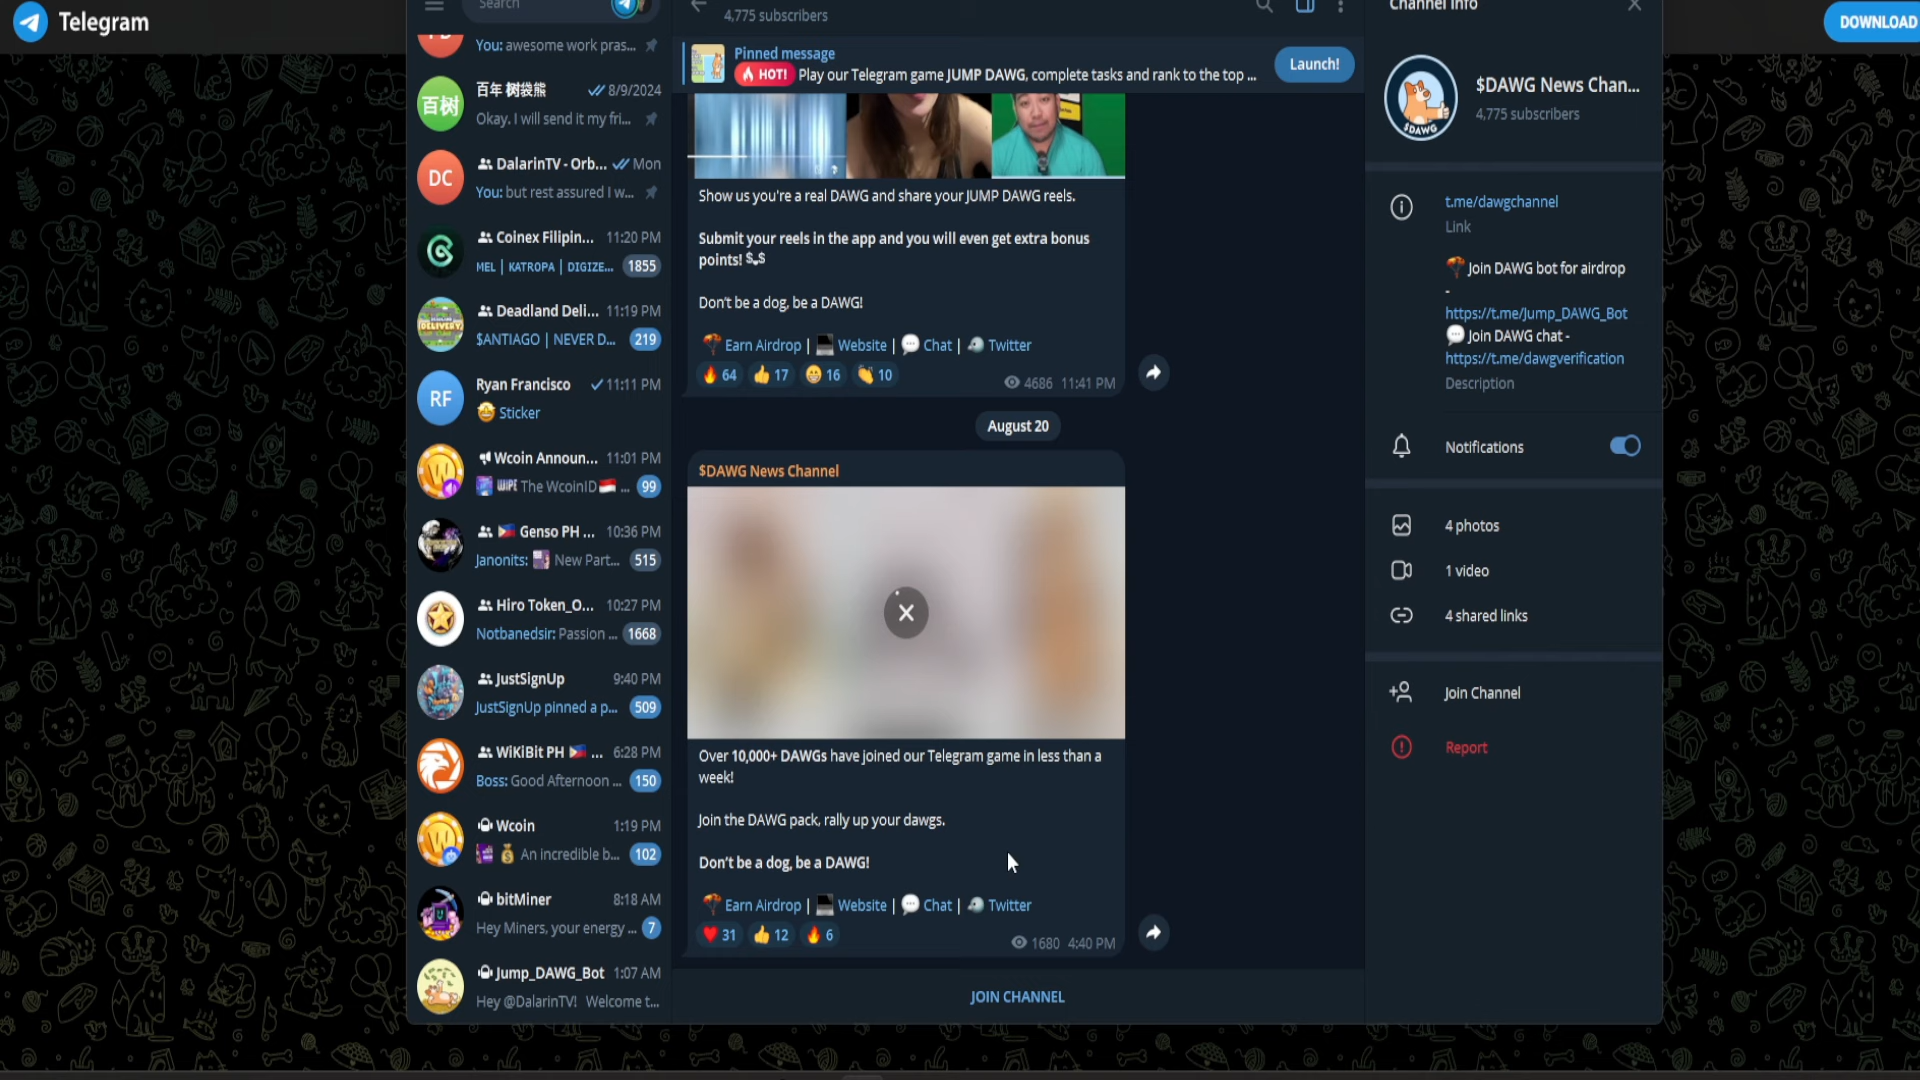 Telegram
DOWNLOAD
Search
You: awesome work pras...
百年 树袋熊 8/9/2024
百树
Okay. I will send it my fri...
DalarinTV - Orb... Mon
DC
You: but rest assured I w...
Coinex Filipin... 11:20 PM
MEL | KATROPA | DIGIZE... 1855
Deadland Deli... 11:19 PM
DELIVERY
$ANTIAGO | NEVER D... 219
Ryan Francisco 11:11 PM
RF
Sticker
Wcoin Announ... 11:01 PM
The WcoinID ... 99
Genso PH ... 10:36 PM
Janonits: New Part... 515
Hiro Token_O... 10:27 PM
Notbanedsir: Passion ... 1668
JustSignUp 9:40 PM
JustSignUp pinned a p... 509
WiKiBit PH ... 6:28 PM
Boss: Good Afternoon ... 150
Wcoin 1:19 PM
An incredible b... 102
bitMiner 8:18 AM
Hey Miners, your energy ... 7
Jump_DAWG_Bot 1:07 AM
Hey @DalarinTV! Welcome t...
4,775 subscribers
Pinned message
HOT! Play our Telegram game JUMP DAWG, complete tasks and rank to the top ...
Launch!
Show us you're a real DAWG and share your JUMP DAWG reels.
Submit your reels in the app and you will even get extra bonus
points! $ $
Don't be a dog, be a DAWG!
Earn Airdrop | Website | Chat | Twitter
64 17 16 10
4686 11:41 PM
August 20
$DAWG News Channel
Over 10,000+ DAWGs have joined our Telegram game in less than a
week!
Join the DAWG pack, rally up your dawgs.
Don't be a dog, be a DAWG!
Earn Airdrop | Website | Chat | Twitter
31 12 6
1680 4:40 PM
JOIN CHANNEL
Channel Info
$DAWG News Chan...
4,775 subscribers
$DAWG
t.me/dawgchannel
Link
Join DAWG bot for airdrop
-
https://t.me/Jump_DAWG_Bot
Join DAWG chat -
https://t.me/dawgverification
Description
Notifications
4 photos
1 video
4 shared links
Join Channel
Report